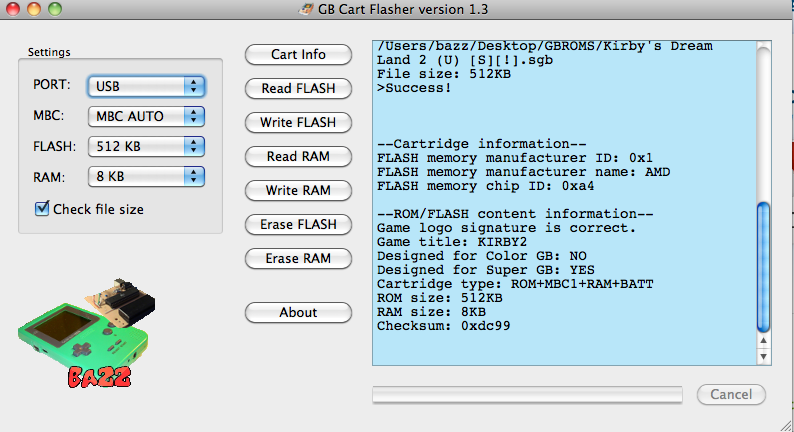 GB Cart Flasher version 1.3
Settings
PORT: USB
MBC: MBC AUTO
FLASH: 512 KB
RAM: 8 KB
Check file size
Cart Info
Read FLASH
Write FLASH
Read RAM
Write RAM
Erase FLASH
Erase RAM
About
/Users/bazz/Desktop/GBROMS/Kirby's Dream
Land 2 (U) [S][!].sgb
File size: 512KB
>Success!
--Cartridge information--
FLASH memory manufacturer ID: 0x1
FLASH memory manufacturer name: AMD
FLASH memory chip ID: 0xa4
--ROM/FLASH content information--
Game logo signature is correct.
Game title: KIRBY2
Designed for Color GB: NO
Designed for Super GB: YES
Cartridge type: ROM+MBC1+RAM+BATT
ROM size: 512KB
RAM size: 8KB
Checksum: 0xdc99
BAZZ
Cancel